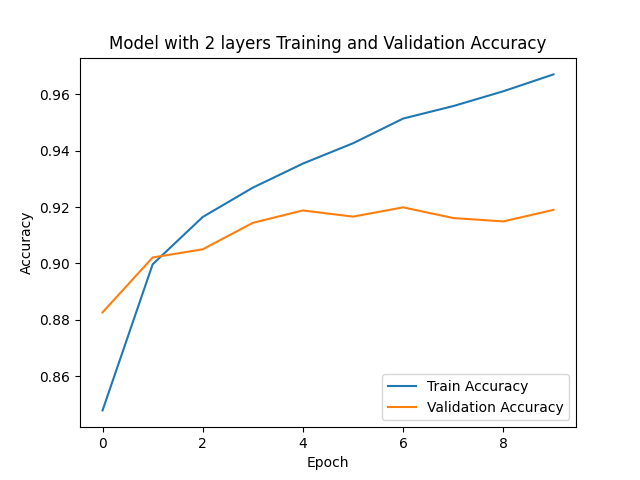 Model with 2 layers Training and Validation Accuracy
0.96
0.94
0.92
0.90
0.88
0.86
Accuracy
0 2 4 6 8
Epoch
Train Accuracy
Validation Accuracy